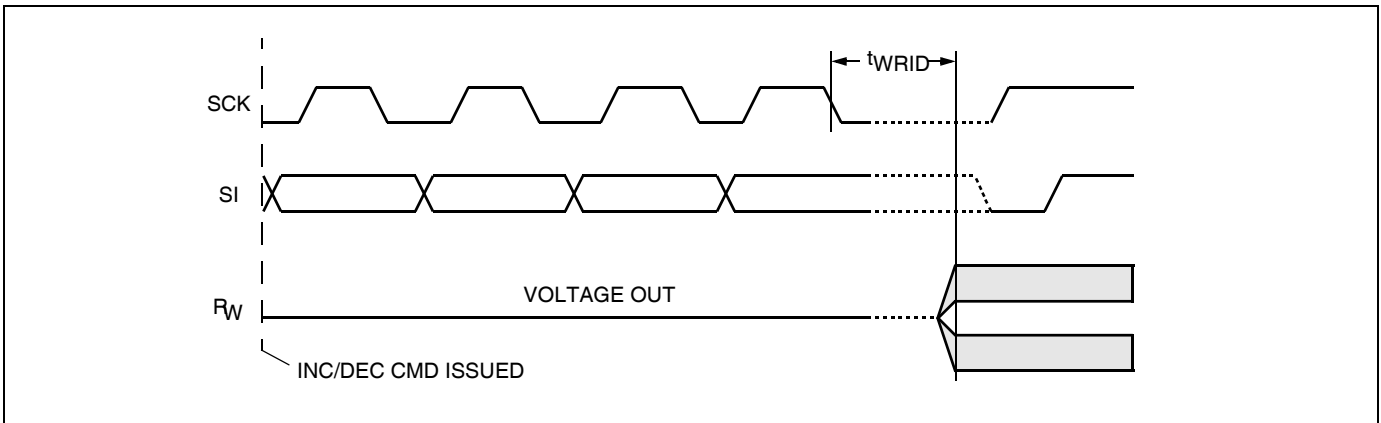 tWRID
SCK
SI
VOLTAGE OUT
RW
INC/DEC CMD ISSUED